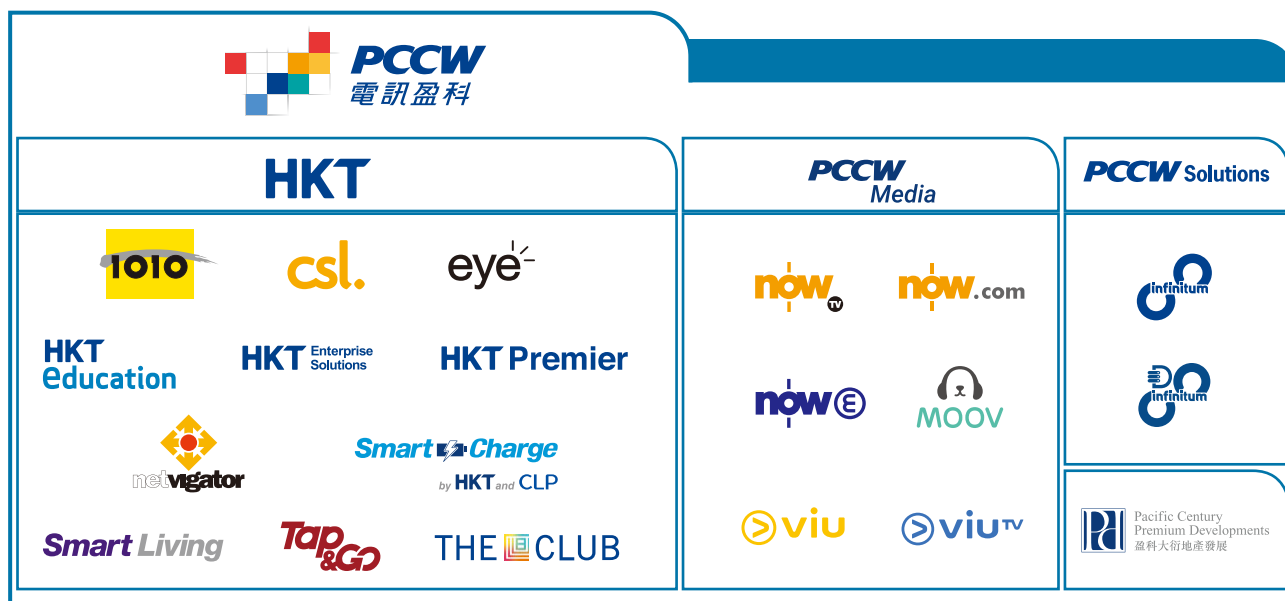 PCCW
電訊盈科
HKT
PCCW
Media
PCCW Solutions
1010
csl.
eye
HKT
education
HKT Enterprise
Solutions
HKT Premier
netvigator
Smart Charge
by HKT and CLP
Smart Living
Tap
&Go
THE CLUB
now
TV
now.com
now E
MOOV
viu
viu TV
infinitum
D
infinitum
Pacific Century
Premium Developments
盈科大衍地產發展